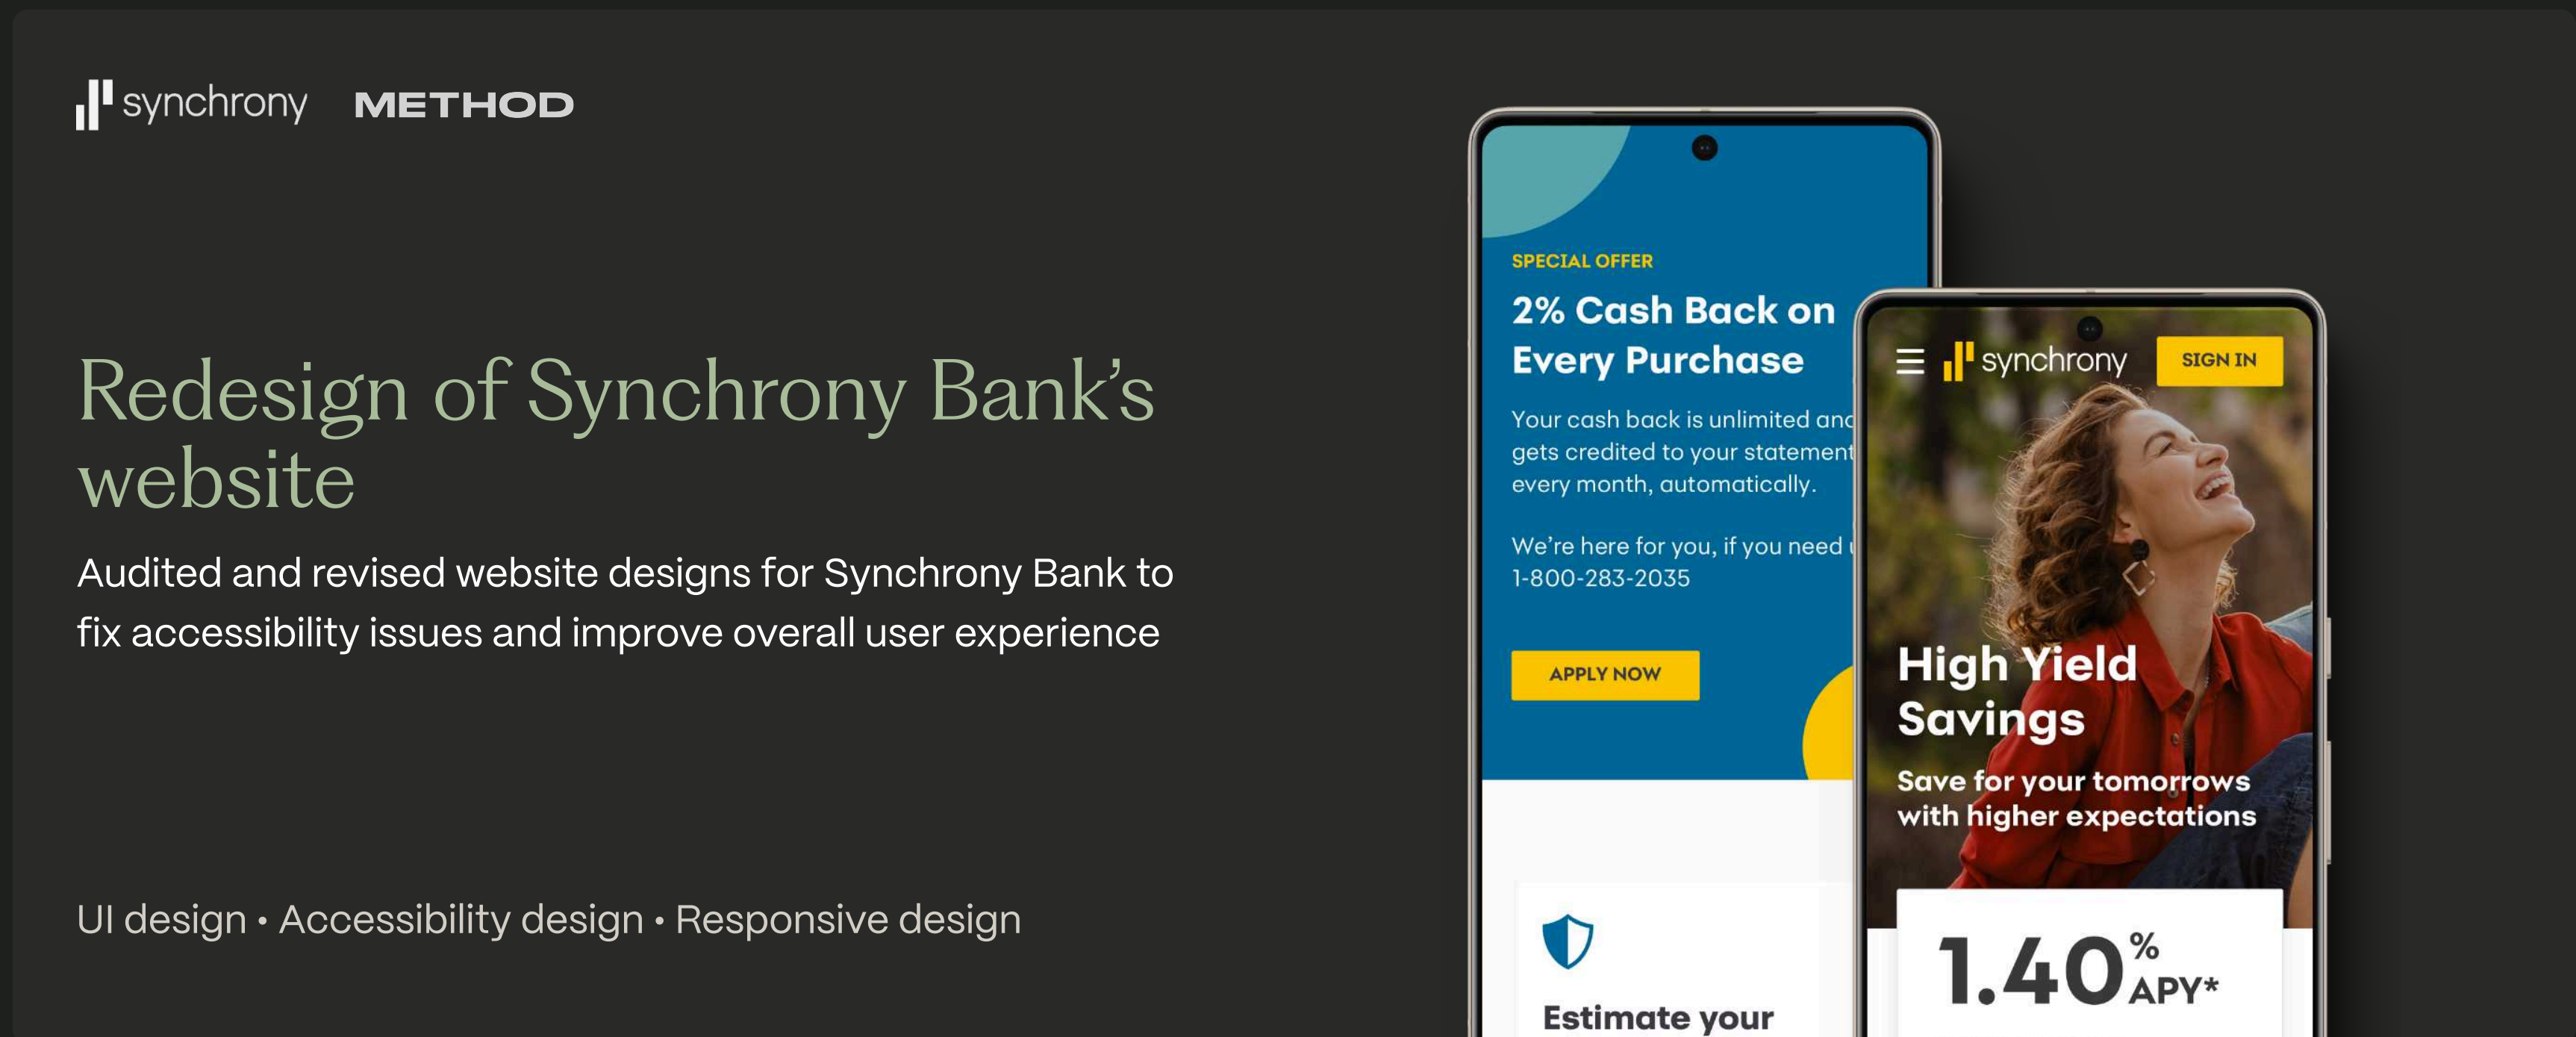 synchrony METHOD
Redesign of Synchrony Bank’s
website
Audited and revised website designs for Synchrony Bank to
fix accessibility issues and improve overall user experience
UI design • Accessibility design • Responsive design
SPECIAL OFFER
2% Cash Back on
Every Purchase
Your cash back is unlimited and
gets credited to your statement
every month, automatically.
We’re here for you, if you need
1-800-283-2035
APPLY NOW
Estimate your
synchrony SIGN IN
High Yield
Savings
Save for your tomorrows
with higher expectations
1.40% APY*